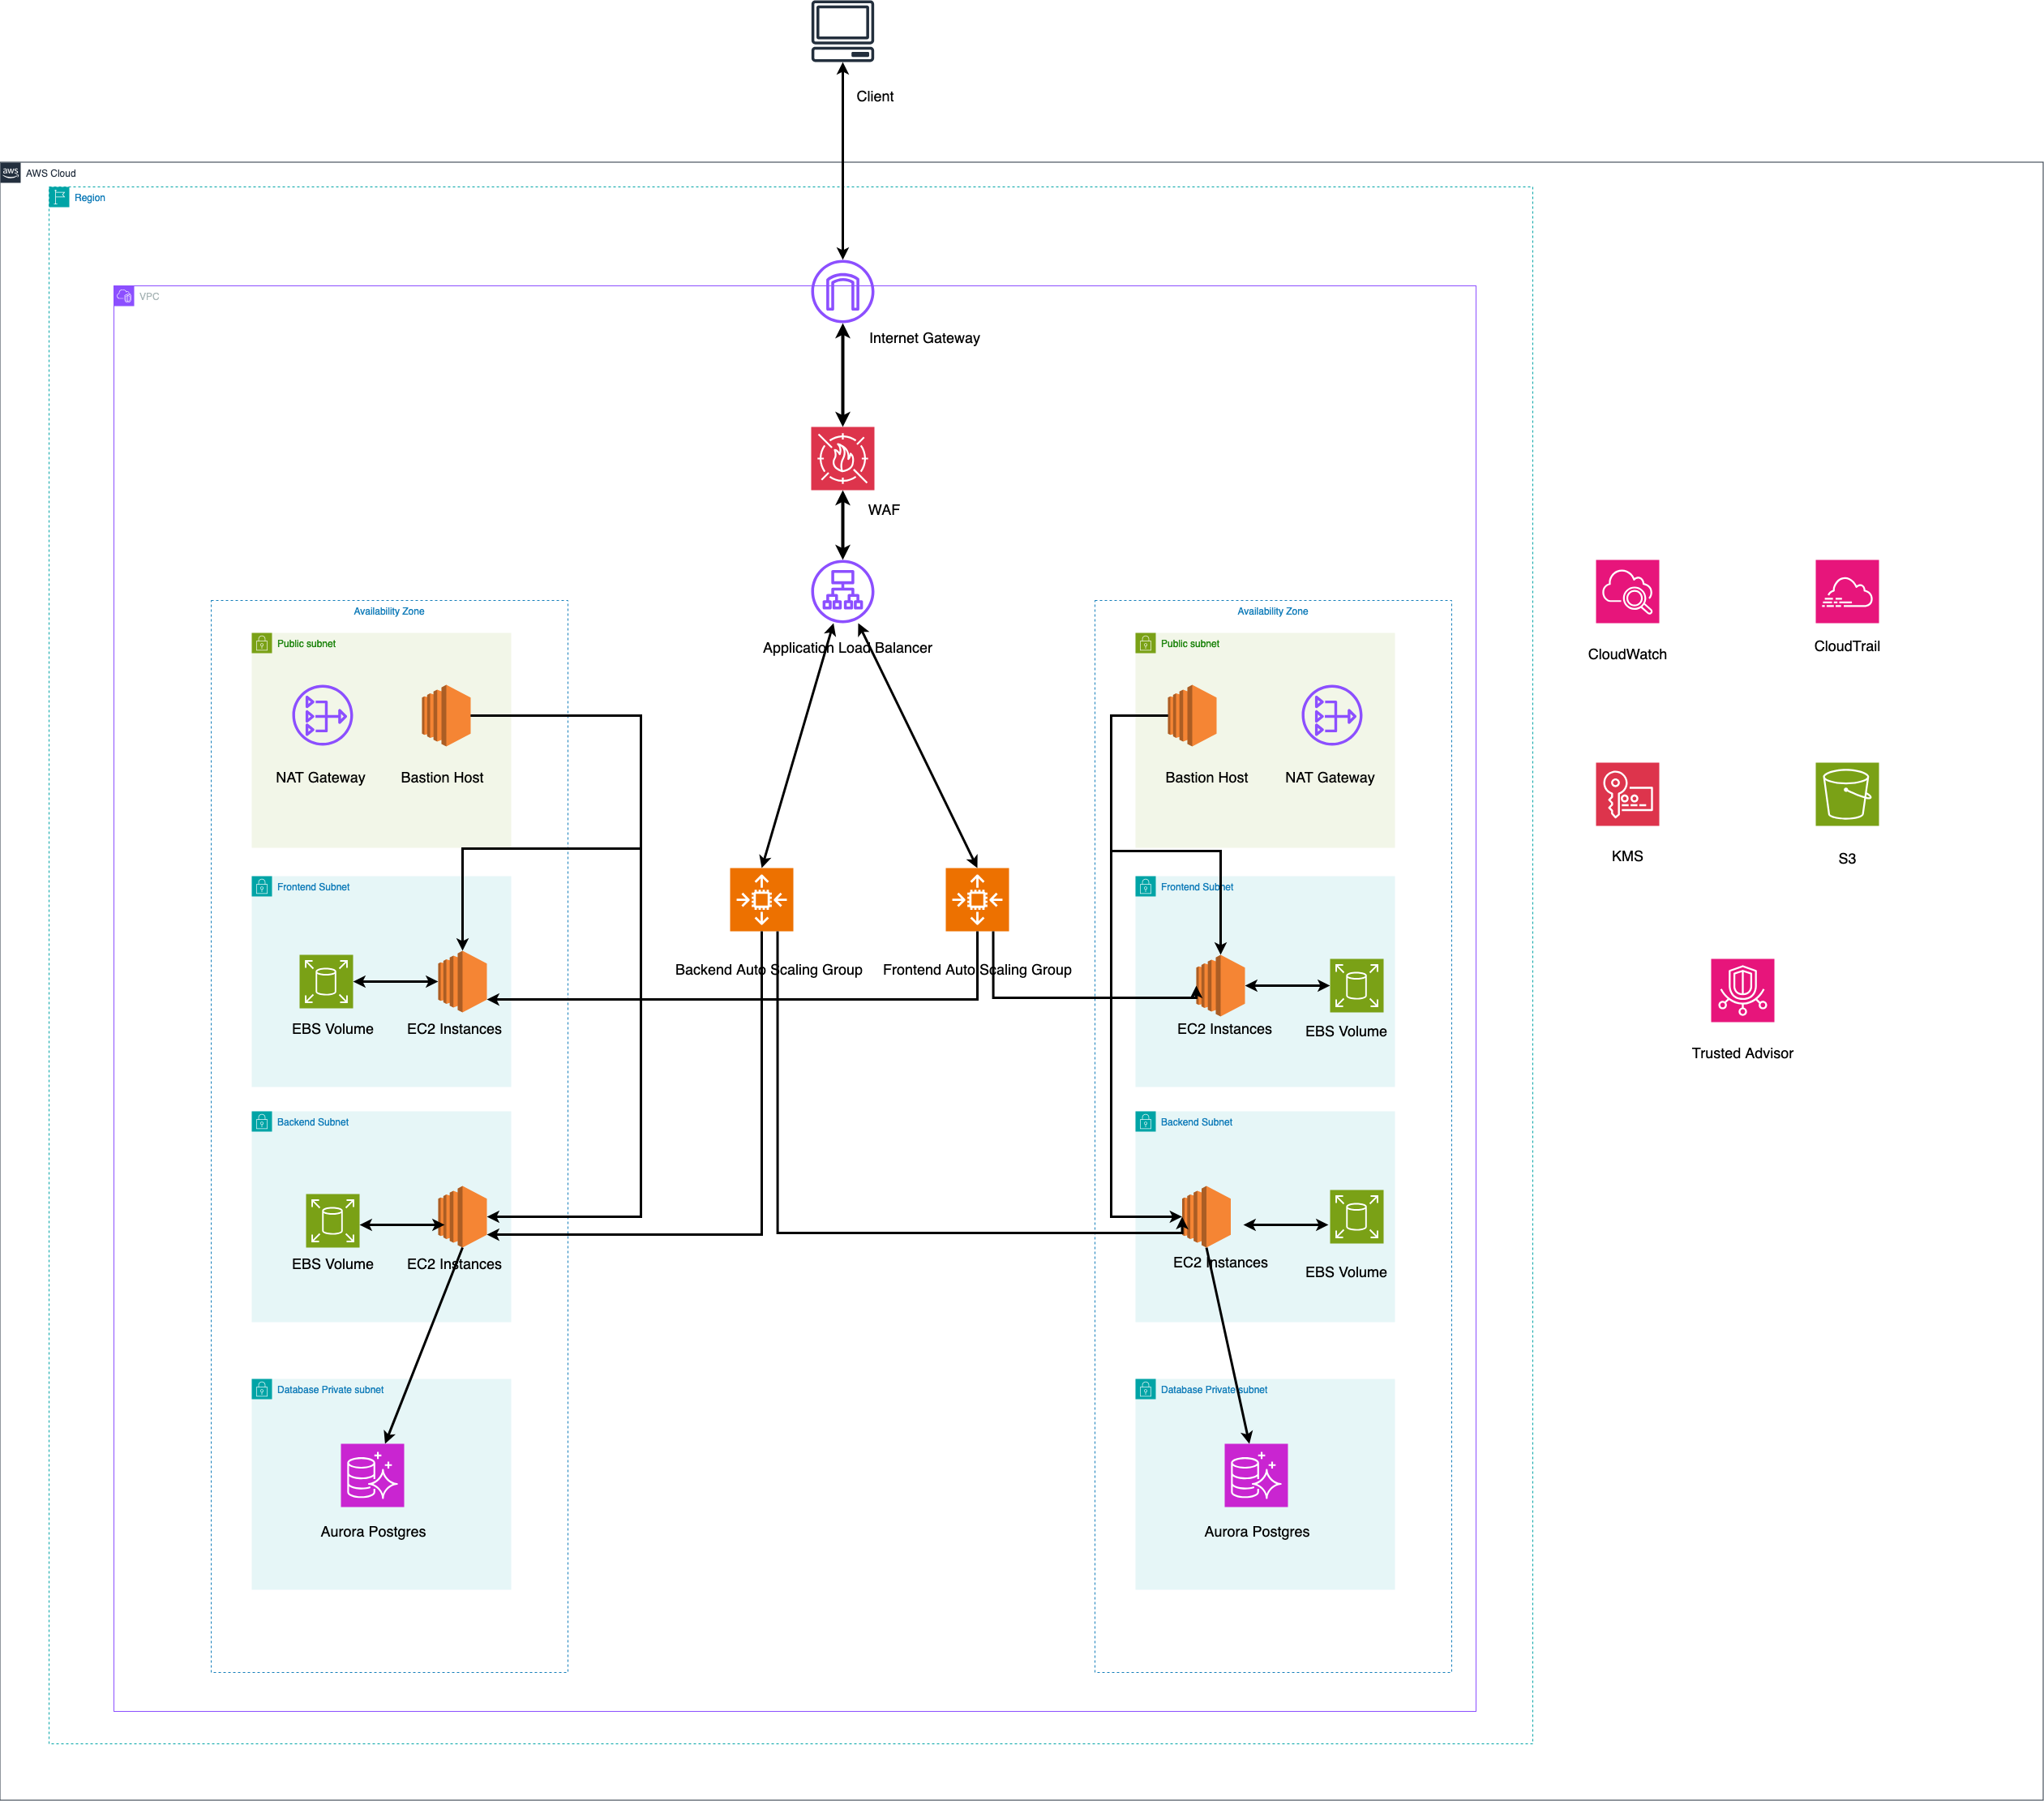 Client
aws
AWS Cloud
Region
VPC
Internet Gateway
WAF
Application Load Balancer
Availability Zone
Public subnet
NAT Gateway
Bastion Host
Frontend Subnet
EBS Volume
EC2 Instances
Backend Subnet
EBS Volume
EC2 Instances
Database Private subnet
Aurora Postgres
Backend Auto Scaling Group
Frontend Auto Scaling Group
Availability Zone
Public subnet
Bastion Host
NAT Gateway
Frontend Subnet
EC2 Instances
EBS Volume
Backend Subnet
EC2 Instances
EBS Volume
Database Private subnet
Aurora Postgres
CloudWatch
CloudTrail
KMS
S3
Trusted Advisor